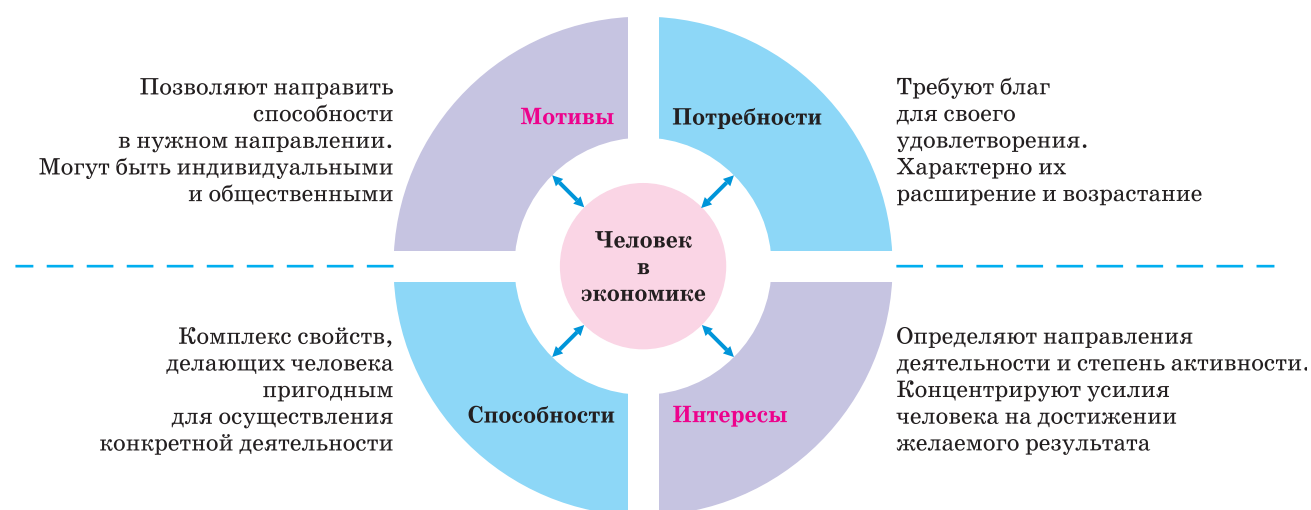 Позволяют направить
способности
в нужном направлении.
Могут быть индивидуальными
и общественными
Мотивы
Потребности
Требуют благ
для своего
удовлетворения.
Характерно их
расширение и возрастание
Человек
в
экономике
Комплекс свойств,
делающих человека
пригодным
для осуществления
конкретной деятельности
Способности
Интересы
Определяют направления
деятельности и степень активности.
Концентрируют усилия
человека на достижении
желаемого результата